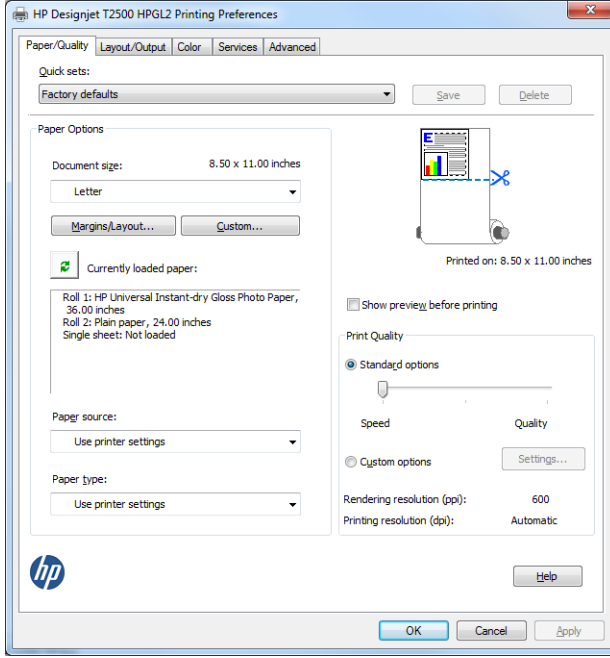 HP Designjet T2500 HPGL2 Printing Preferences
Paper/Quality Layout/Output Color Services Advanced
Quick sets:
Factory defaults
Save
Delete
Paper Options
Document size:
8.50 x 11.00 inches
Letter
Margins/Layout...
Custom...
Currently loaded paper:
Roll 1: HP Universal Instant-dry Gloss Photo Paper,
36.00 inches
Roll 2: Plain paper, 24.00 inches
Single sheet: Not loaded
Paper source:
Use printer settings
Paper type:
Use printer settings
E
Printed on: 8.50 x 11.00 inches
Show preview before printing
Print Quality
Standard options
Speed
Quality
Custom options
Settings...
Rendering resolution (ppi):
600
Printing resolution (dpi):
Automatic
hp
Help
OK
Cancel
Apply